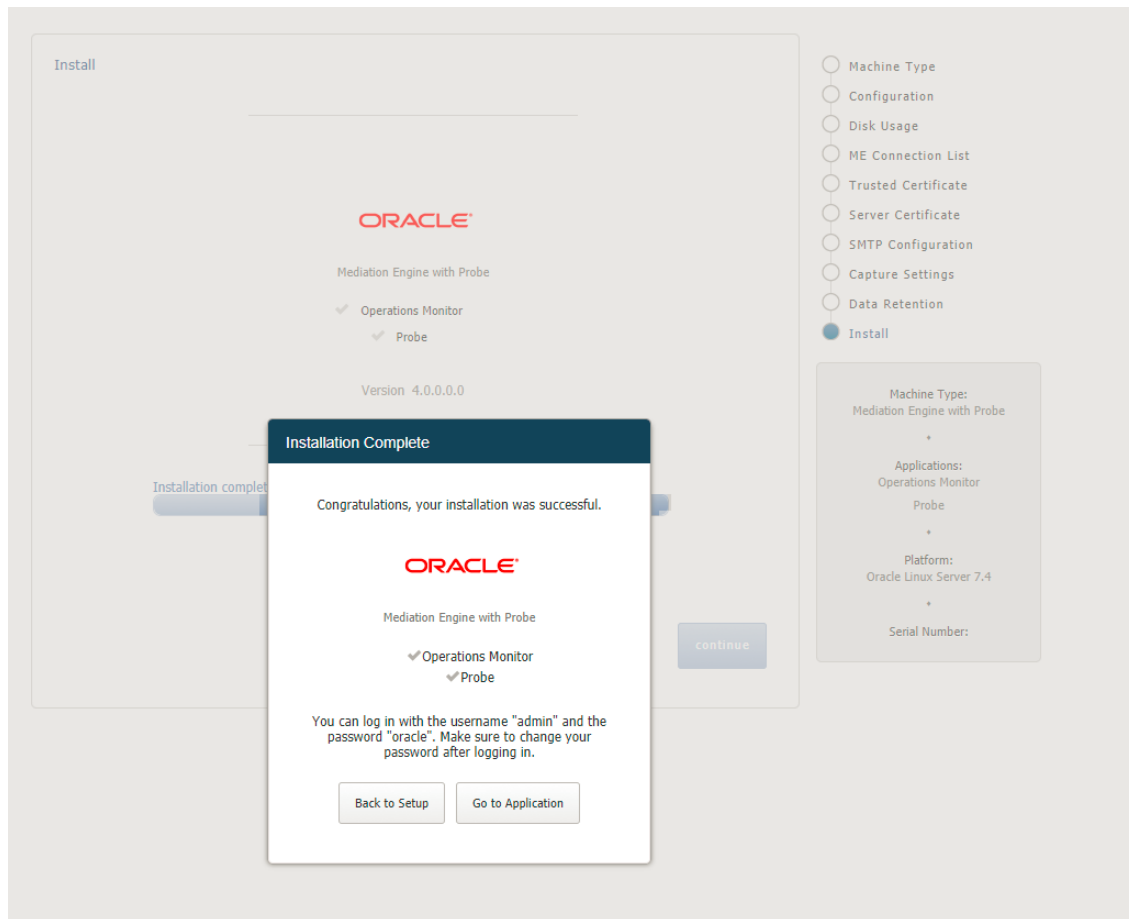 Install
ORACLE
Mediation Engine with Probe
Operations Monitor
Probe
Version 4.0.0.0.0
Installation complet
continue
Machine Type
Configuration
Disk Usage
ME Connection List
Trusted Certificate
Server Certificate
SMTP Configuration
Capture Settings
Data Retention
Install
Machine Type:
Mediation Engine with Probe
Applications:
Operations Monitor
Probe
Platform:
Oracle Linux Server 7.4
Serial Number:
Installation Complete
Congratulations, your installation was successful.
ORACLE
Mediation Engine with Probe
Operations Monitor
Probe
You can log in with the username "admin" and the
password "oracle". Make sure to change your
password after logging in.
Back to Setup
Go to Application